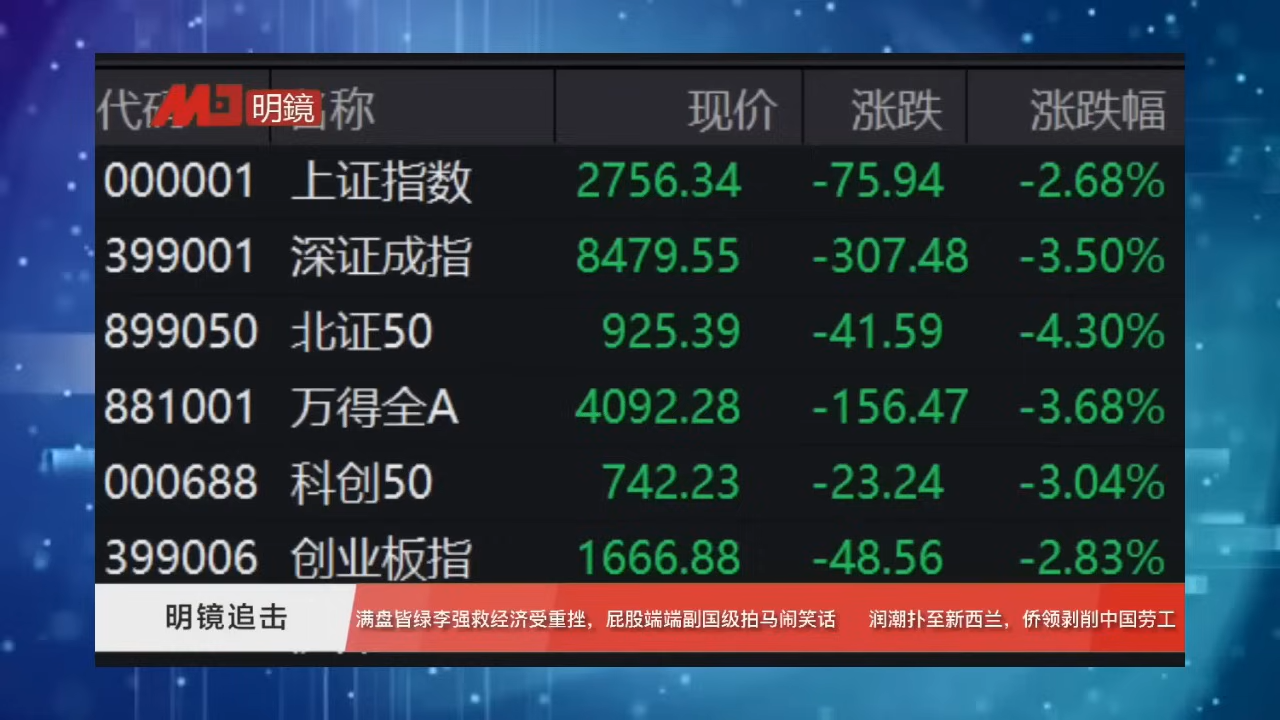 代码 名称 现价 涨跌 涨跌幅
明鏡
000001 上证指数 2756.34 -75.94 -2.68%
399001 深证成指 8479.55 -307.48 -3.50%
899050 北证50 925.39 -41.59 -4.30%
881001 万得全A 4092.28 -156.47 -3.68%
000688 科创50 742.23 -23.24 -3.04%
399006 创业板指 1666.88 -48.56 -2.83%
明镜追击 满盘皆绿李强救经济受重挫，屁股端端副国级拍马闹笑话 润潮扑至新西兰，侨领剥削中国劳工